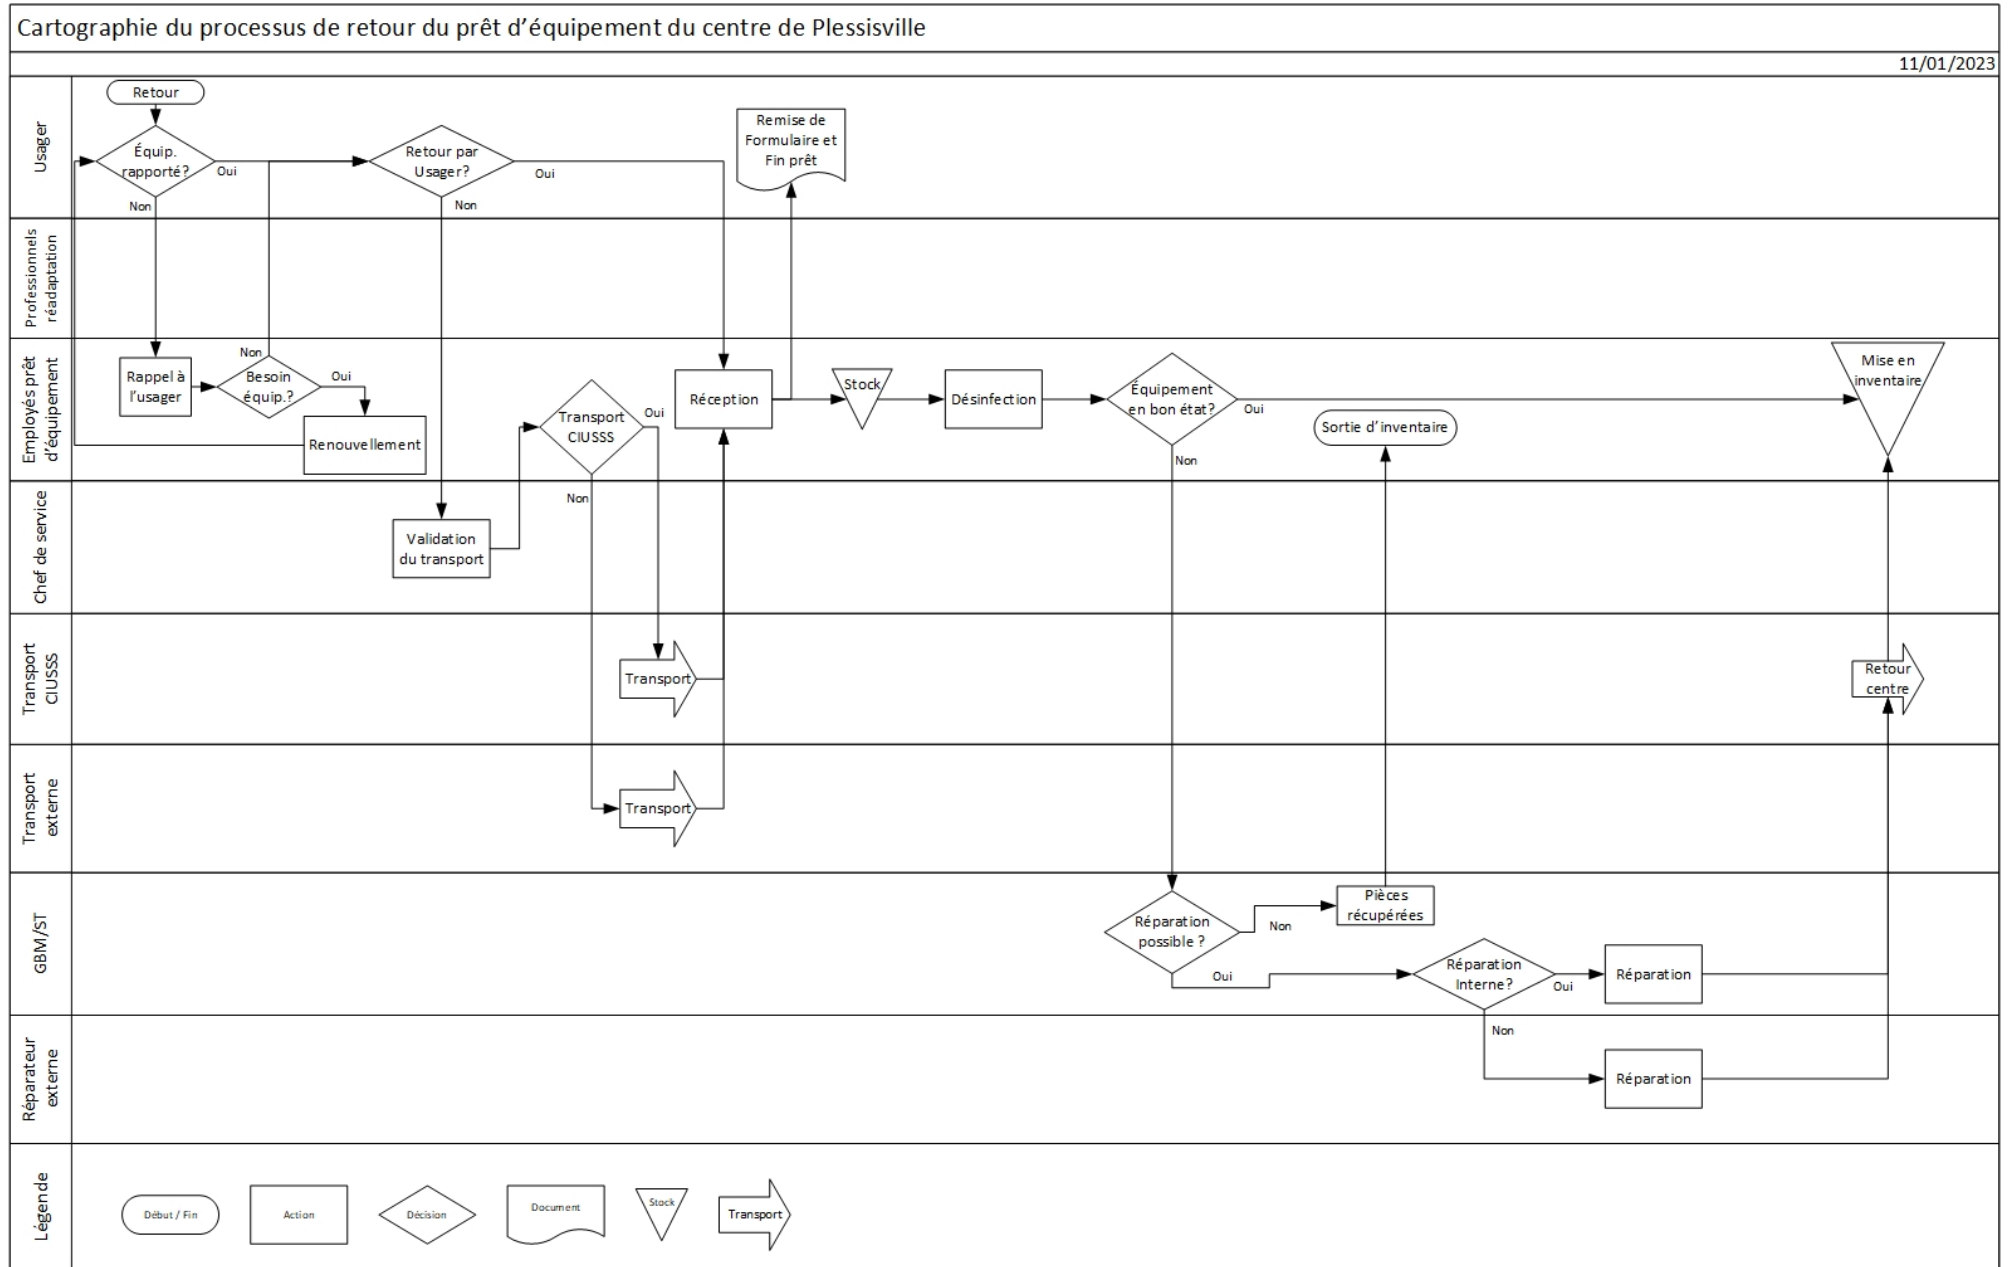 Cartographie du processus de retour du prêt d'équipement du centre de Plessisville
11/01/2023
Usager
Retour
Équip.
rapporté?
Oui
Non
Retour par
Usager?
Oui
Non
Remise de
Formulaire et
Fin prêt
Professionnels
réadaptation
Employés prêt
d'équipement
Rappel à
l'usager
Non
Besoin
équip.?
Oui
Renouvellement
Transport
CIUSSS
Oui
Non
Réception
Stock
Désinfection
Équipement
en bon état?
Oui
Non
Sortie d'inventaire
Mise en
inventaire
Chef de service
Validation
du transport
Transport
CIUSSS
Transport
Retour
centre
Transport
externe
Transport
GBM/ST
Réparation
possible ?
Non
Oui
Pièces
récupérées
Réparation
Interne?
Oui
Non
Réparation
Réparateur
externe
Réparation
Légende
Début / Fin
Action
Décision
Document
Stock
Transport